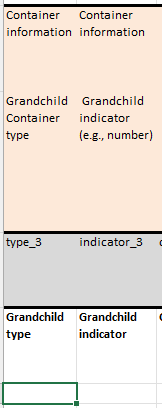 Container Container
information information
Grandchild Grandchild
Container indicator
type (e.g., number)
type_3 indicator_3
Grandchild Grandchild
type indicator